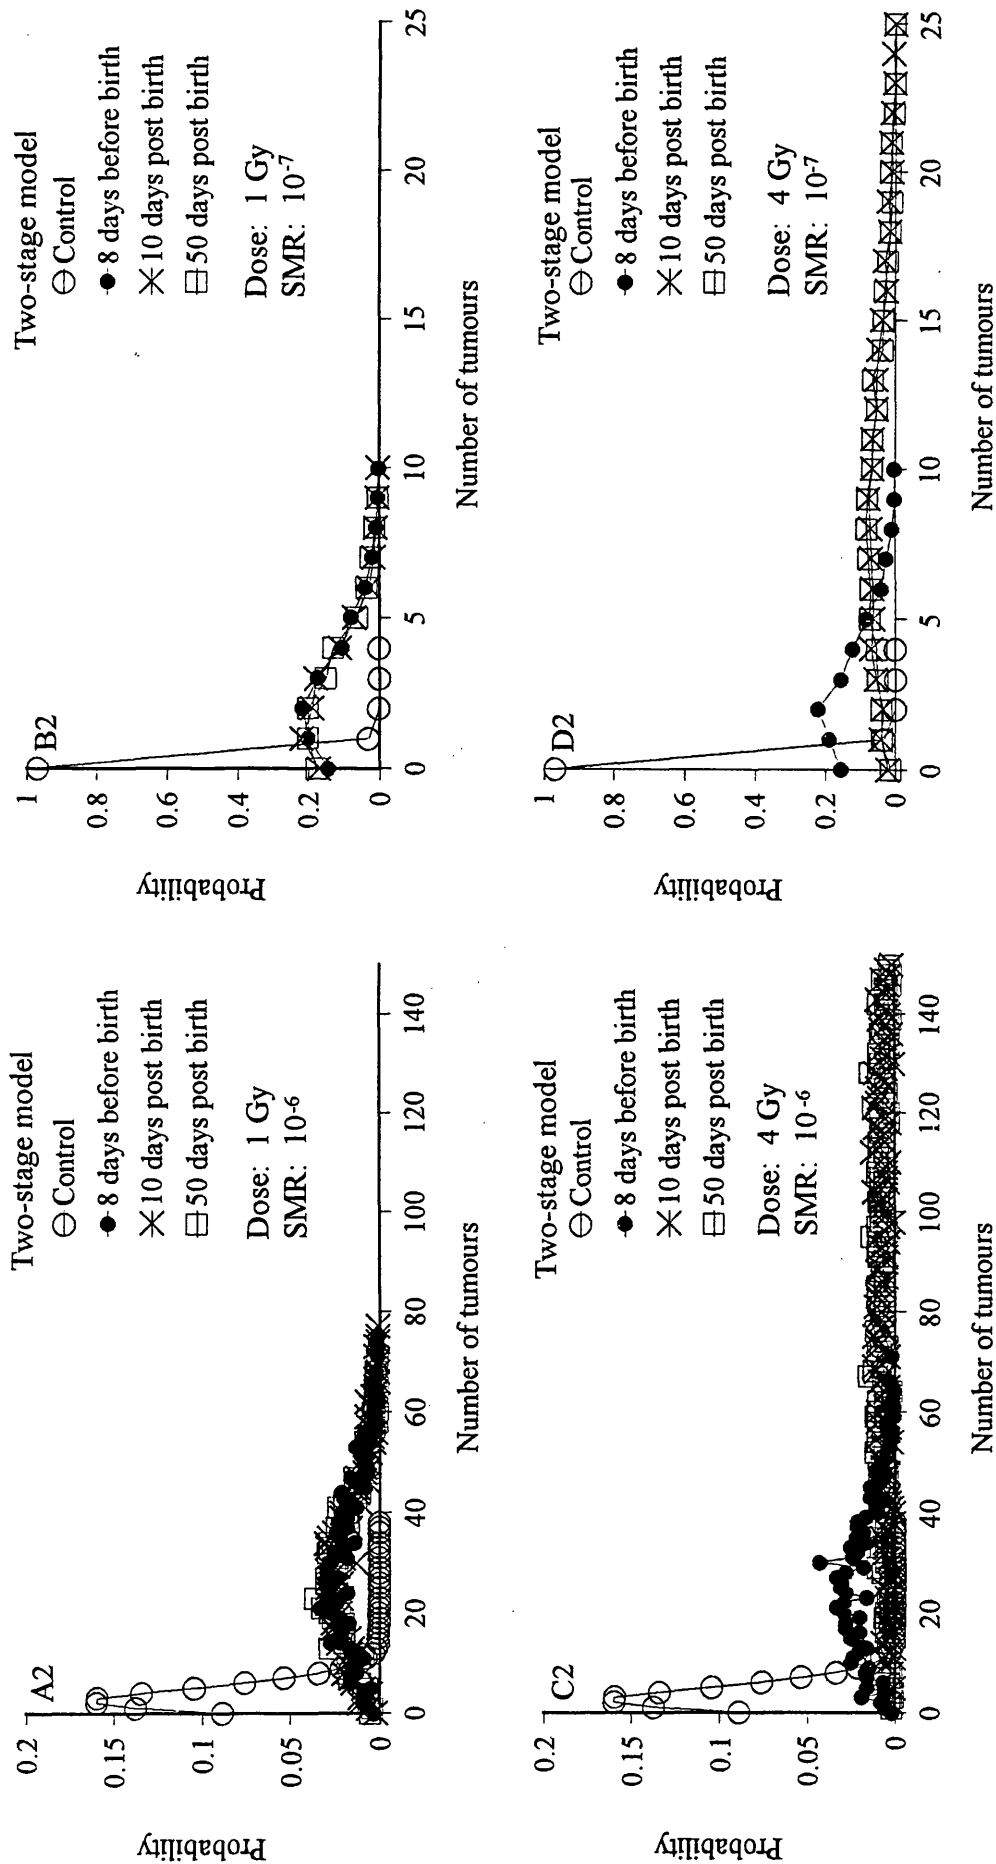 A2
Two-stage model
Control
8 days before birth
10 days post birth
50 days post birth
Dose: 1 Gy
SMR: 10-6
0.2
0.15
0.1
0.05
0
Probability
0
20
40
60
80
100
120
140
Number of tumours
B2
Two-stage model
Control
8 days before birth
10 days post birth
50 days post birth
Dose: 1 Gy
SMR: 10-7
1
0.8
0.6
0.4
0.2
0
Probability
0
5
10
15
20
25
Number of tumours
C2
Two-stage model
Control
8 days before birth
10 days post birth
50 days post birth
Dose: 4 Gy
SMR: 10-6
0.2
0.15
0.1
0.05
0
Probability
0
20
40
60
80
100
120
140
Number of tumours
D2
Two-stage model
Control
8 days before birth
10 days post birth
50 days post birth
Dose: 4 Gy
SMR: 10-7
1
0.8
0.6
0.4
0.2
0
Probability
0
5
10
15
20
25
Number of tumours